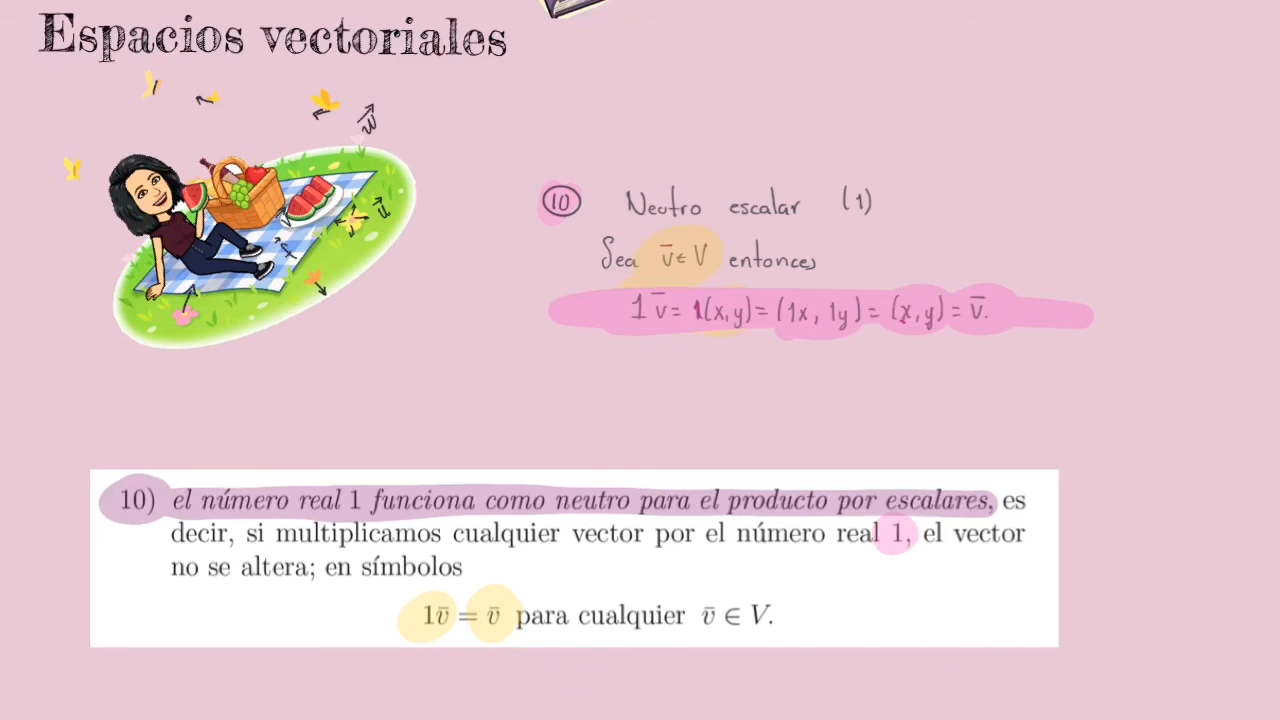 Espacios vectoriales
w⃗
u⃗
f⃗
10 Neutro escalar (1)
Sea v̄ ∈ V entonces
1 v̄ = 1(x,y) = (1x, 1y) = (x,y) = v̄.
10) el número real 1 funciona como neutro para el producto por escalares, es
decir, si multiplicamos cualquier vector por el número real 1, el vector
no se altera; en símbolos
1v̄ = v̄ para cualquier v̄ ∈ V.